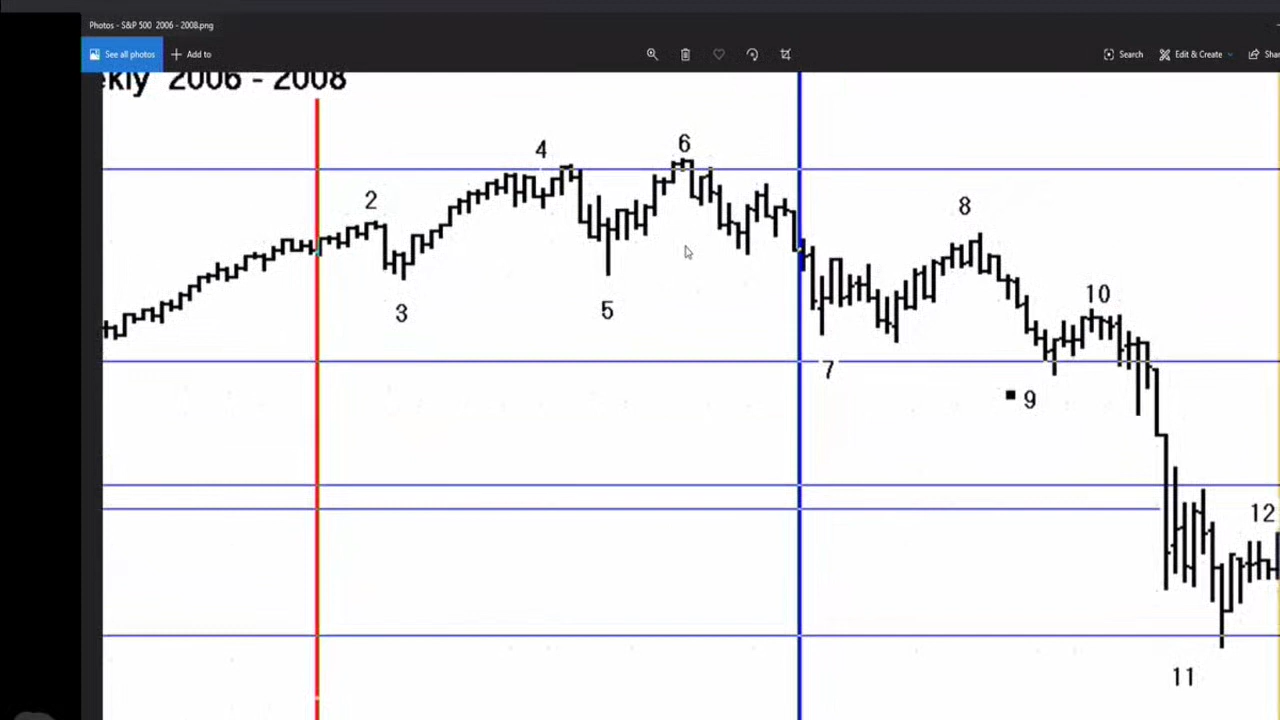 Photos - S&P 500 2006 - 2008.png
See all photos
Add to
Search
Edit & Create
Shar
ekly 2006 - 2008
4
6
2
8
3
5
10
7
9
12
11